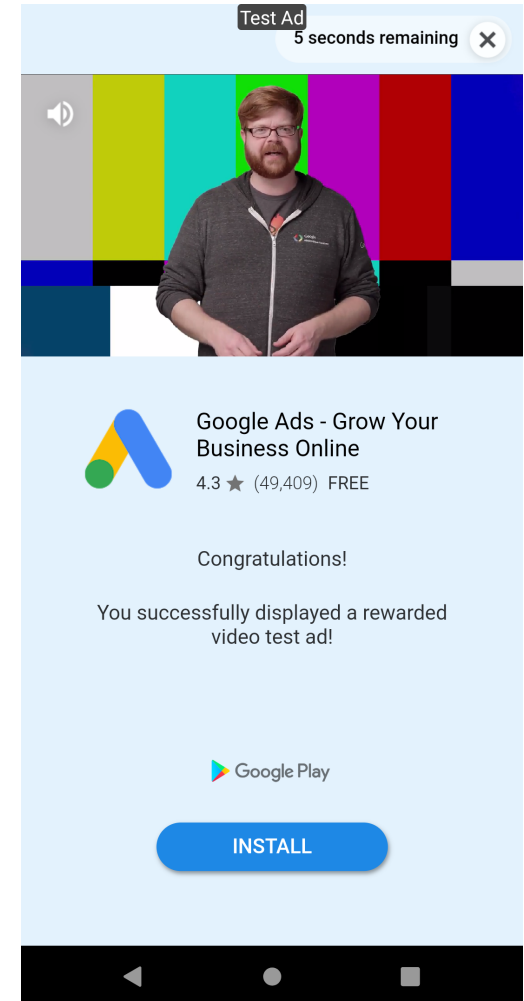 Test Ad
5 seconds remaining
Google
Google Ads - Grow Your
Business Online
4.3 ★ (49,409) FREE
Congratulations!
You successfully displayed a rewarded
video test ad!
Google Play
INSTALL